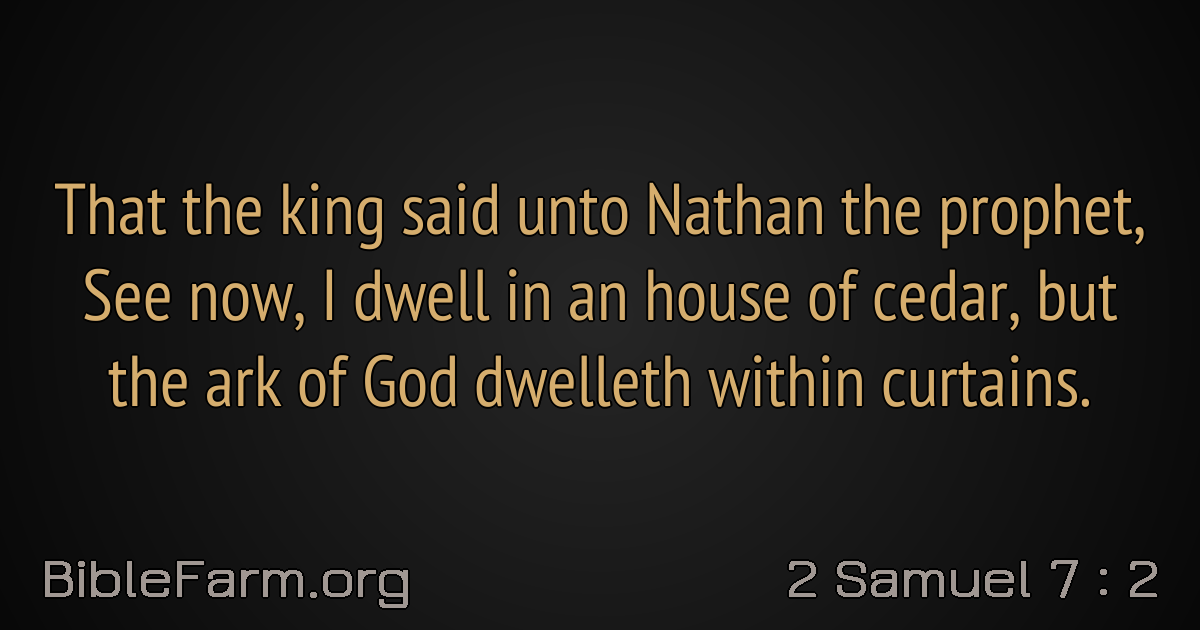 That the king said unto Nathan the prophet,
See now, I dwell in an house of cedar, but
the ark of God dwelleth within curtains.
BibleFarm.org
2 Samuel 7 : 2